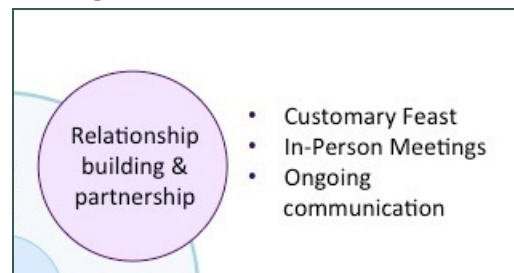 Relationship
building &
partnership
• Customary Feast
• In-Person Meetings
• Ongoing
communication